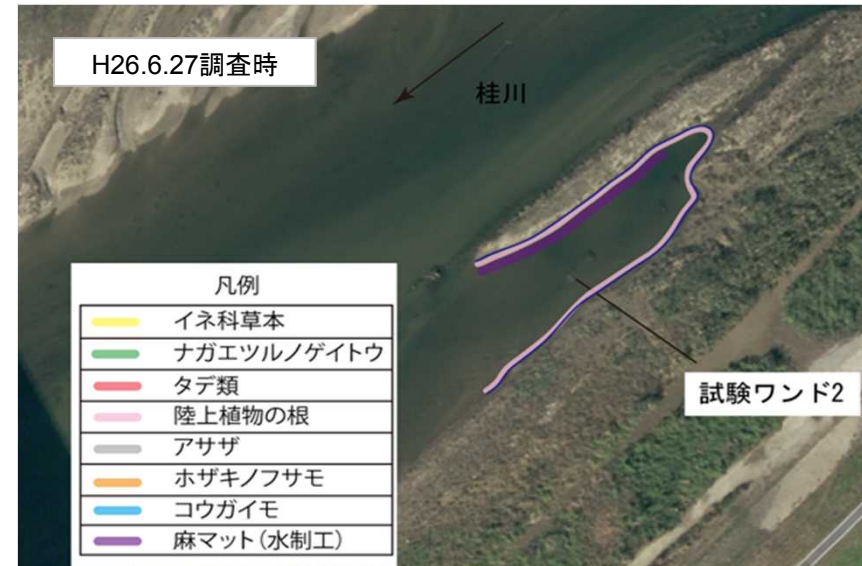 H26.6.27調査時
桂川
試験ワンド2
凡例
イネ科草本
ナガエツルノゲイトウ
タデ類
陸上植物の根
アサザ
ホザキノフサモ
コウガイモ
麻マット(水制工)